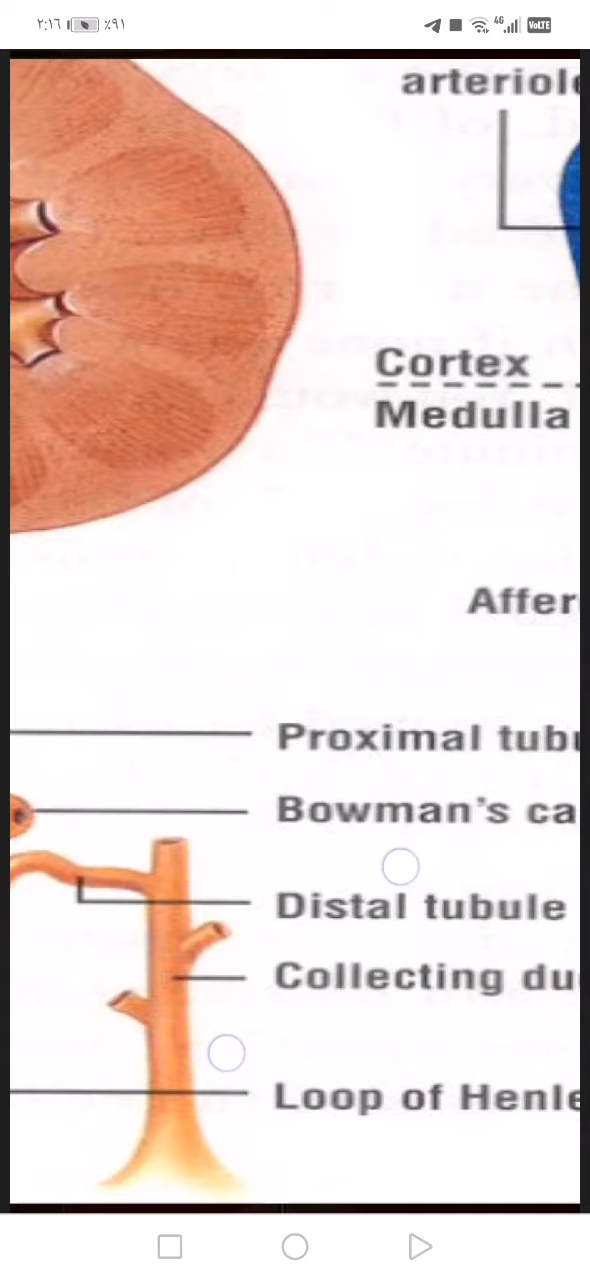 ٢:١٦ ٪٩١ 4G VoLTE
arteriol
Cortex
Medulla
Affer
Proximal tub
Bowman's ca
Distal tubule
Collecting du
Loop of Henle